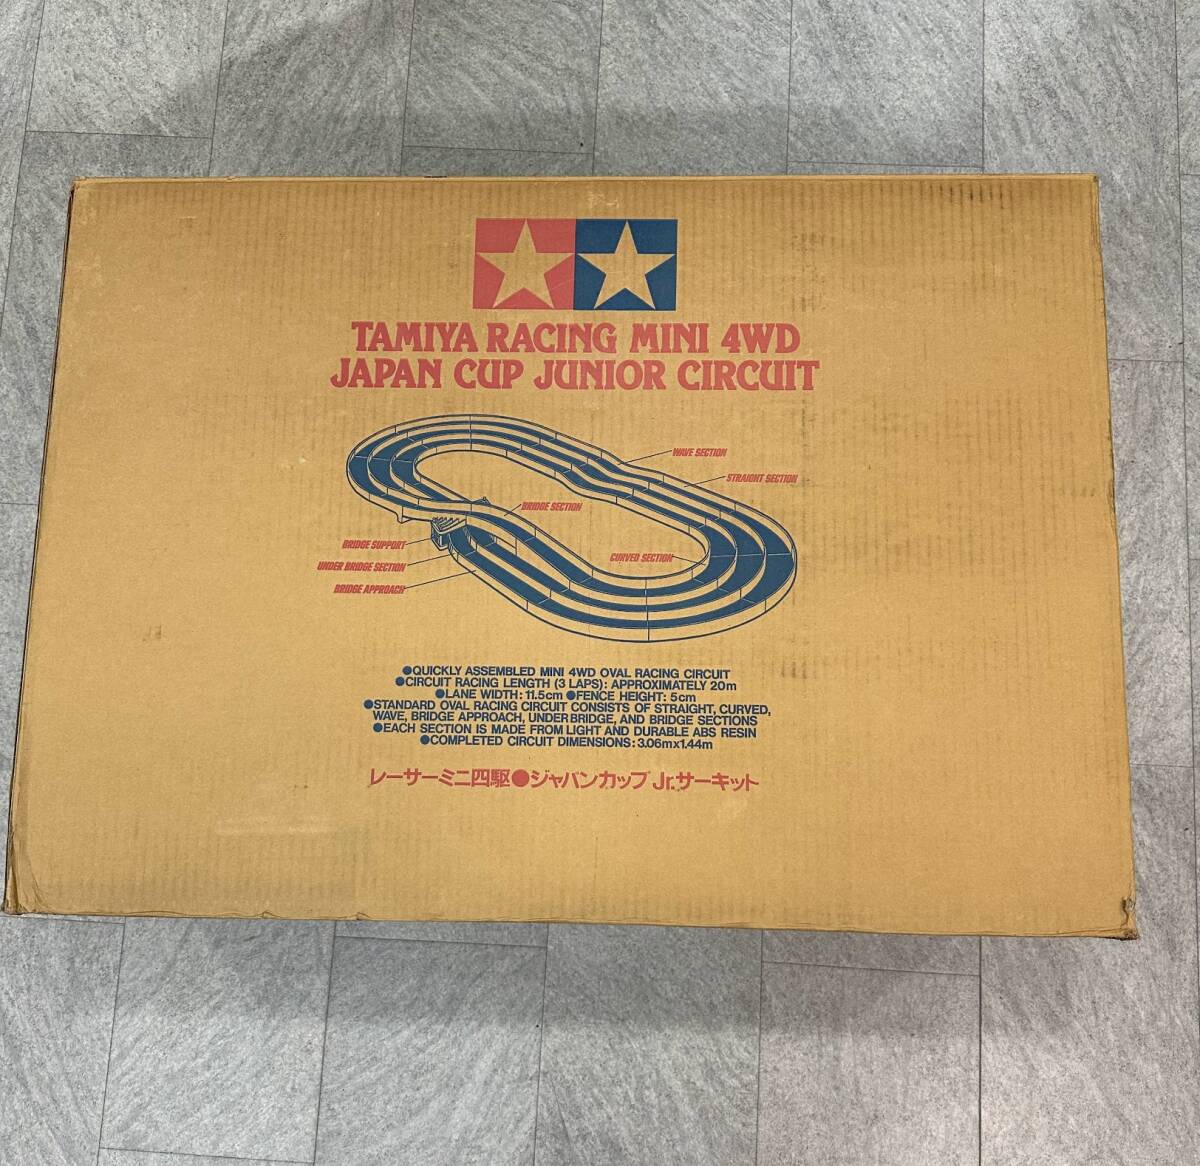 TAMIYA RACING MINI 4WD
JAPAN CUP JUNIOR CIRCUIT
WAVE SECTION
STRAIGHT SECTION
BRIDGE SECTION
BRIDGE SUPPORT
CURVED SECTION
UNDER BRIDGE SECTION
BRIDGE APPROACH
●QUICKLY ASSEMBLED MINI 4WD OVAL RACING CIRCUIT
●CIRCUIT RACING LENGTH (3 LAPS): APPROXIMATELY 20m
●LANE WIDTH: 11.5cm ●FENCE HEIGHT: 5cm
●STANDARD OVAL RACING CIRCUIT CONSISTS OF STRAIGHT, CURVED,
WAVE, BRIDGE APPROACH, UNDER BRIDGE, AND BRIDGE SECTIONS
●EACH SECTION IS MADE FROM LIGHT AND DURABLE ABS RESIN
●COMPLETED CIRCUIT DIMENSIONS: 3.06m×1.44m
レーサーミニ四駆●ジャパンカップ Jr.サーキット